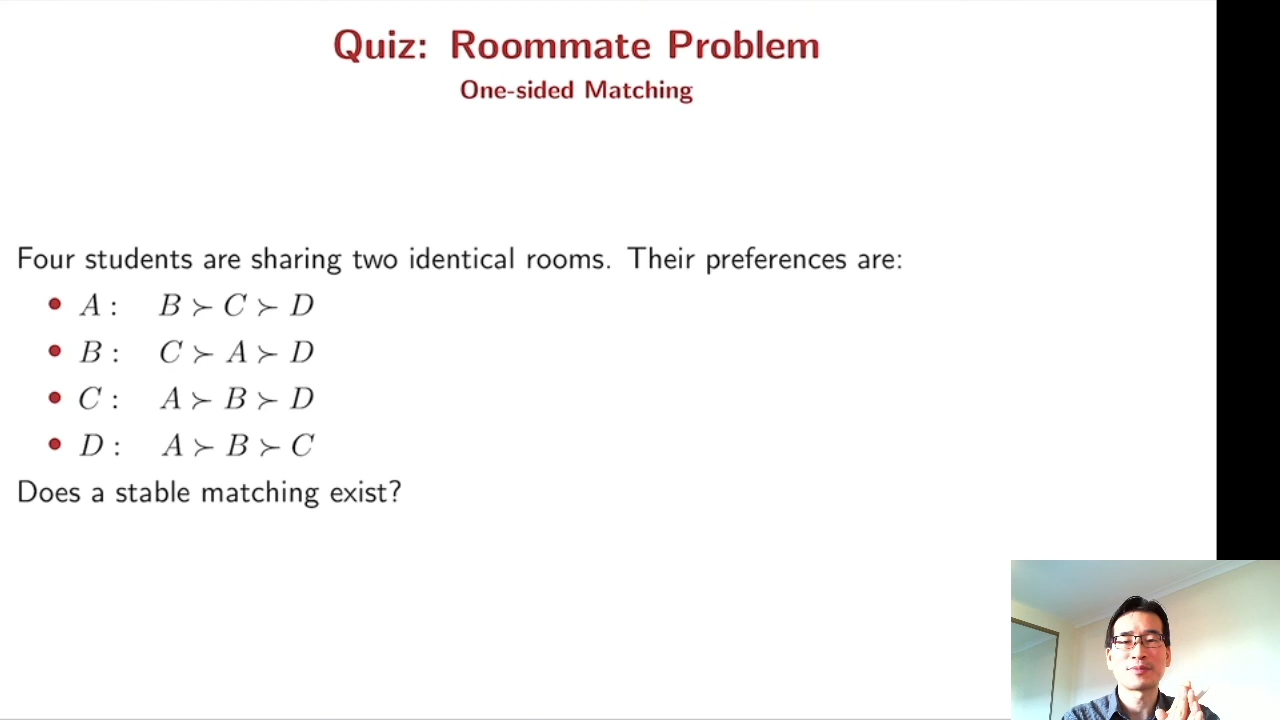 Quiz: Roommate Problem
One-sided Matching
Four students are sharing two identical rooms. Their preferences are:
• A : B ≻ C ≻ D
• B : C ≻ A ≻ D
• C : A ≻ B ≻ D
• D : A ≻ B ≻ C
Does a stable matching exist?